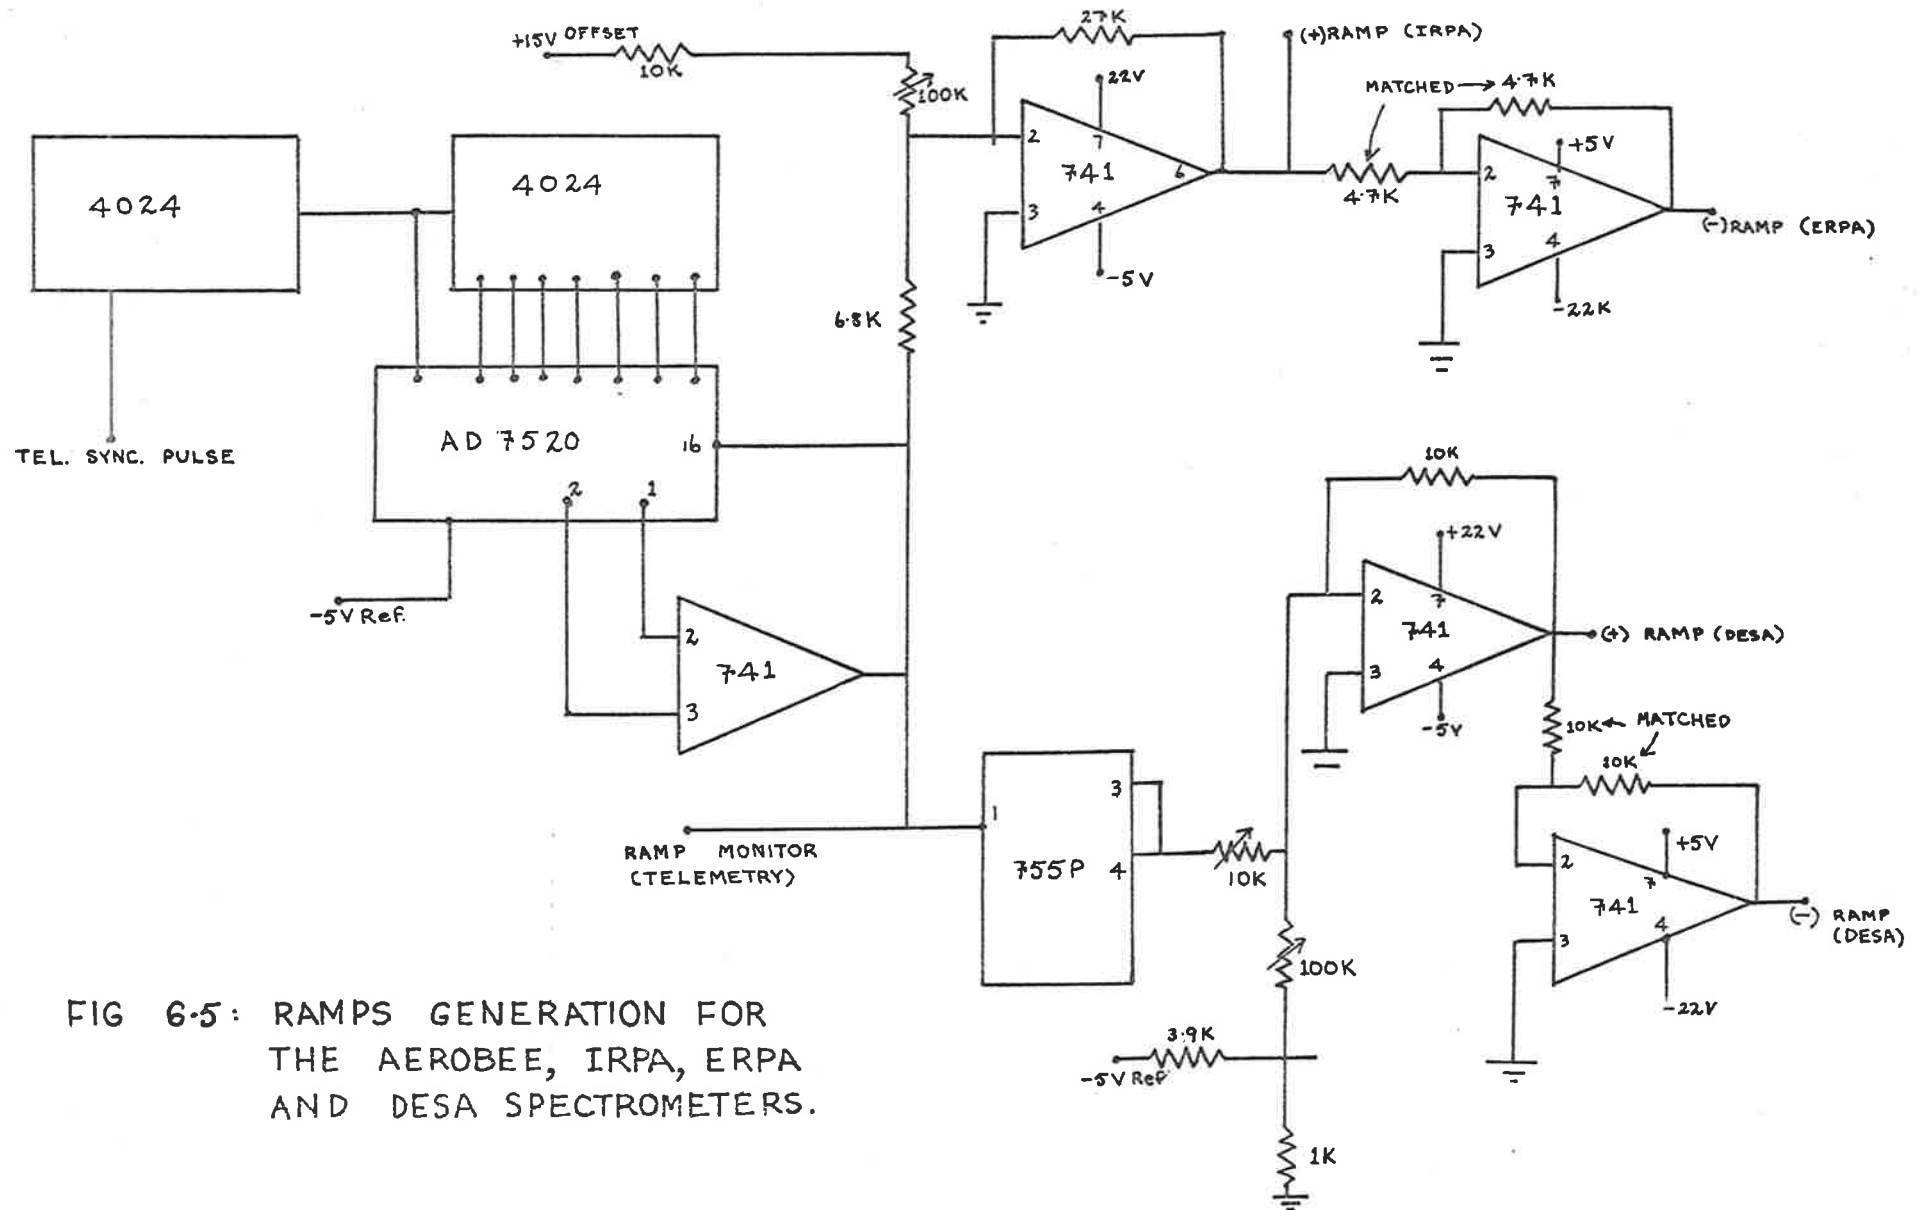 +15V OFFSET
10K
100K
27K
22V
2
7
741
6
3
4
-5V
(+)RAMP (IRPA)
MATCHED
4.7K
4.7K
+5V
2
7
741
3
4
-22K
(-)RAMP (ERPA)
4024
4024
6.8K
AD 7520
16
2
1
TEL. SYNC. PULSE
-5V Ref.
2
741
3
10K
+22V
2
7
741
3
4
-5V
(+) RAMP (DESA)
10K
MATCHED
10K
RAMP MONITOR
(TELEMETRY)
1
3
755P
4
10K
100K
+5V
2
7
741
4
3
-22V
(-) RAMP
(DESA)
3.9K
-5V Ref
1K
FIG 6.5: RAMPS GENERATION FOR
THE AEROBEE, IRPA, ERPA
AND DESA SPECTROMETERS.